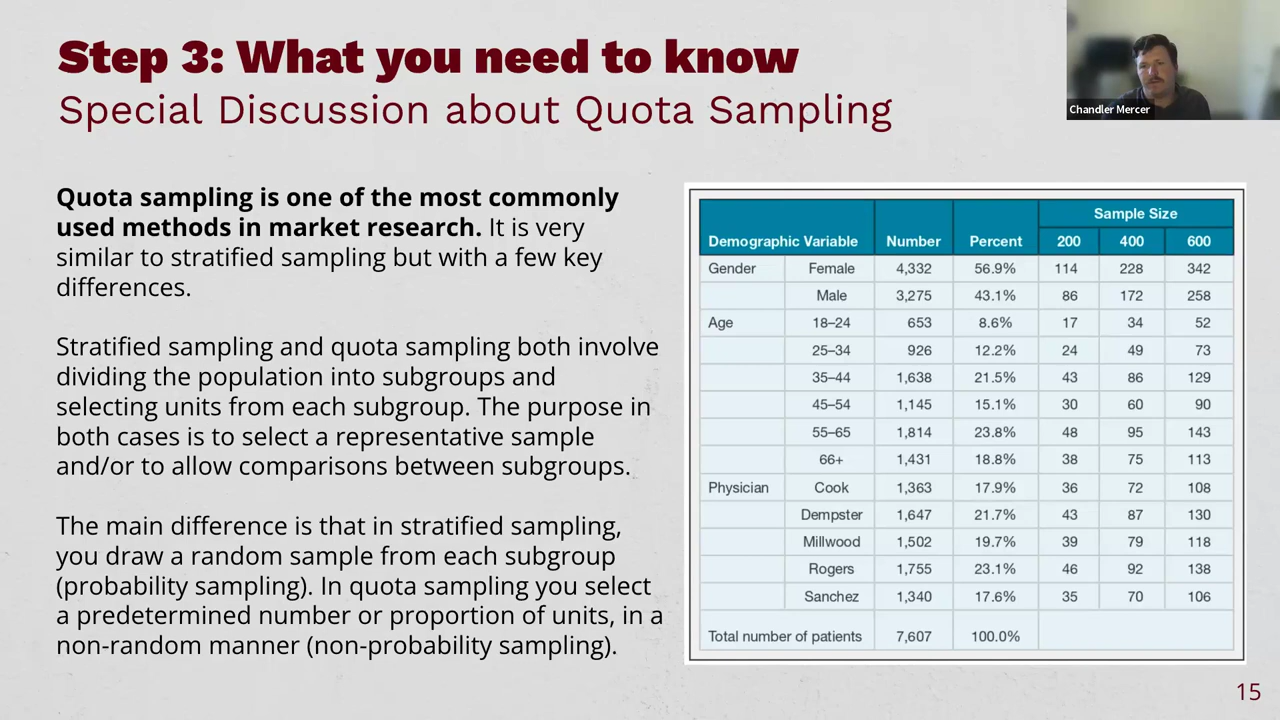 Step 3: What you need to know
Special Discussion about Quota Sampling
Chandler Mercer
Quota sampling is one of the most commonly
used methods in market research. It is very
similar to stratified sampling but with a few key
differences.
Stratified sampling and quota sampling both involve
dividing the population into subgroups and
selecting units from each subgroup. The purpose in
both cases is to select a representative sample
and/or to allow comparisons between subgroups.
The main difference is that in stratified sampling,
you draw a random sample from each subgroup
(probability sampling). In quota sampling you select
a predetermined number or proportion of units, in a
non-random manner (non-probability sampling).
Sample Size
Demographic Variable Number Percent 200 400 600
Gender Female 4,332 56.9% 114 228 342
Male 3,275 43.1% 86 172 258
Age 18–24 653 8.6% 17 34 52
25–34 926 12.2% 24 49 73
35–44 1,638 21.5% 43 86 129
45–54 1,145 15.1% 30 60 90
55–65 1,814 23.8% 48 95 143
66+ 1,431 18.8% 38 75 113
Physician Cook 1,363 17.9% 36 72 108
Dempster 1,647 21.7% 43 87 130
Millwood 1,502 19.7% 39 79 118
Rogers 1,755 23.1% 46 92 138
Sanchez 1,340 17.6% 35 70 106
Total number of patients 7,607 100.0%
15